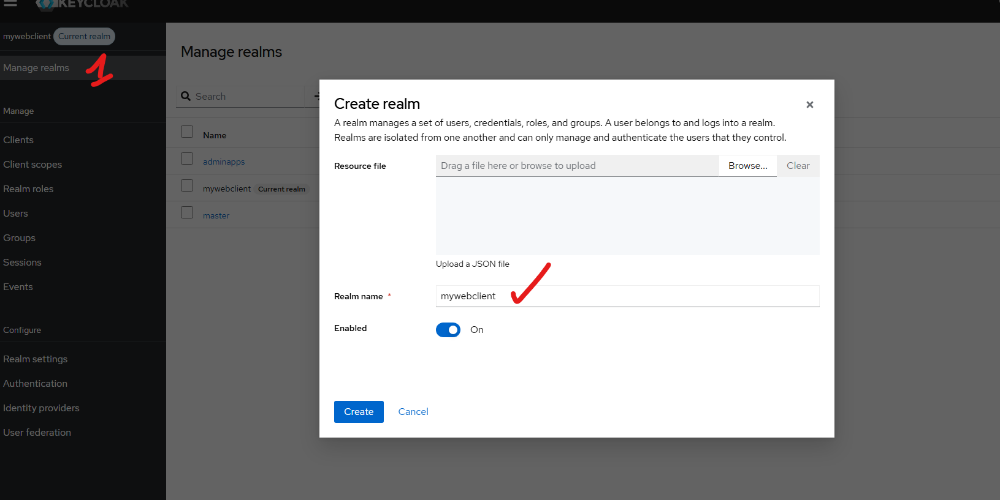 KEYCLOAK
mywebclient Current realm
Manage realms 1
Manage
Clients
Client scopes
Realm roles
Users
Groups
Sessions
Events
Configure
Realm settings
Authentication
Identity providers
User federation
Manage realms
Search
Name
adminapps
mywebclient Current realm
master
Create realm
A realm manages a set of users, credentials, roles, and groups. A user belongs to and logs into a realm.
Realms are isolated from one another and can only manage and authenticate the users that they control.
Resource file
Drag a file here or browse to upload Browse... Clear
Upload a JSON file
Realm name * mywebclient
Enabled On
Create Cancel